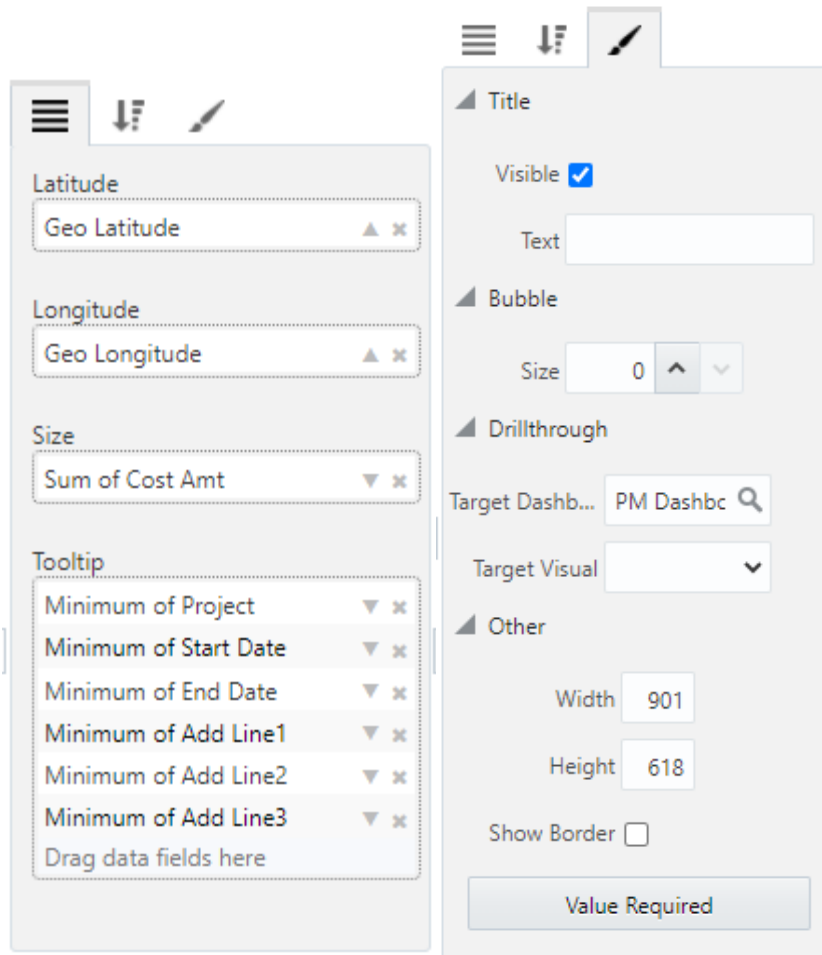 Latitude
Geo Latitude
Longitude
Geo Longitude
Size
Sum of Cost Amt
Tooltip
Minimum of Project
Minimum of Start Date
Minimum of End Date
Minimum of Add Line1
Minimum of Add Line2
Minimum of Add Line3
Drag data fields here
Title
Visible
Text
Bubble
Size 0
Drillthrough
Target Dashb... PM Dashbc
Target Visual
Other
Width 901
Height 618
Show Border
Value Required